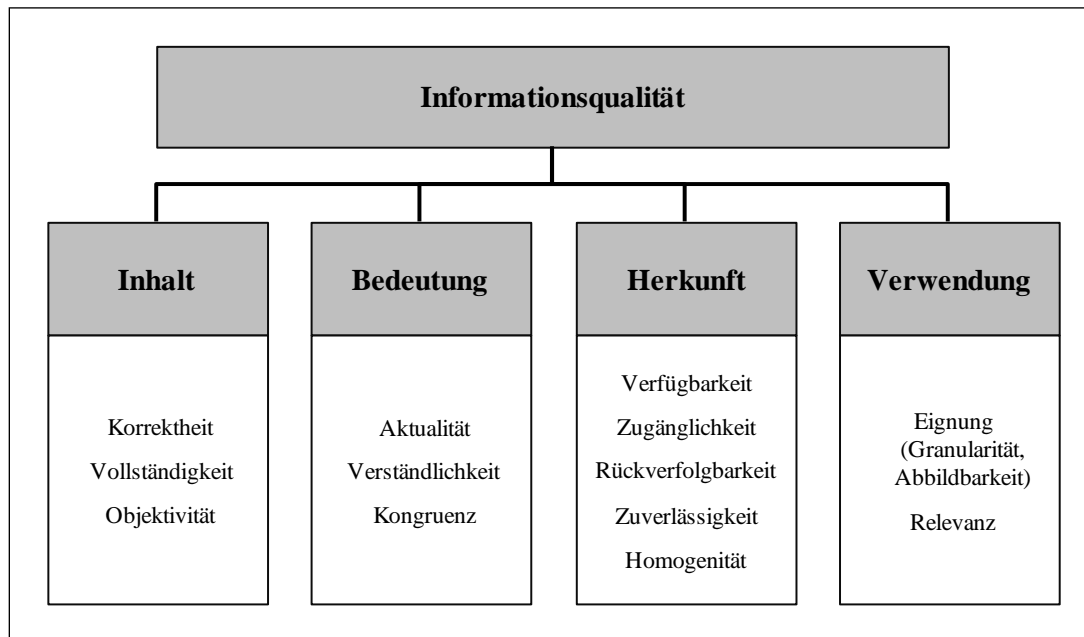 Informationsqualität
Inhalt
Korrektheit
Vollständigkeit
Objektivität
Bedeutung
Aktualität
Verständlichkeit
Kongruenz
Herkunft
Verfügbarkeit
Zugänglichkeit
Rückverfolgbarkeit
Zuverlässigkeit
Homogenität
Verwendung
Eignung
(Granularität,
Abbildbarkeit)
Relevanz